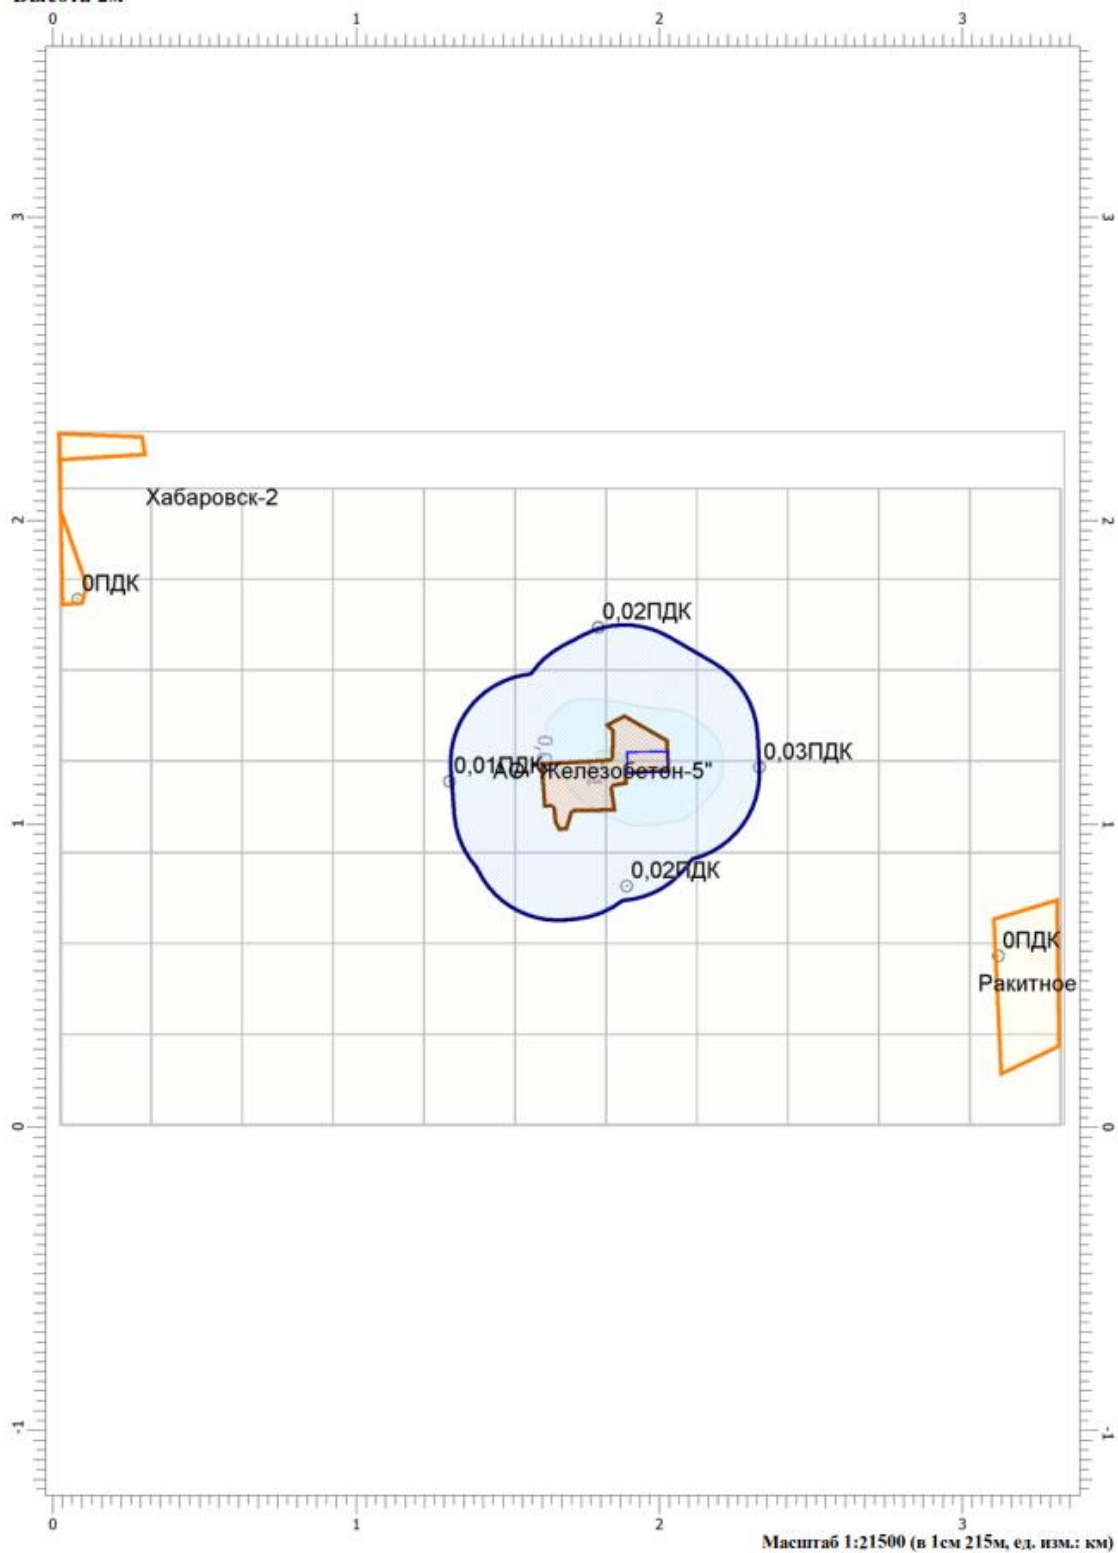 Высота 2м
0 1 2 3
3 3
Хабаровск-2
2 2
0ПДК
0,02ПДК
0,03ПДК
0,01ПДК
АО "Железобетон-5"
1 1
0,02ПДК
0ПДК
Ракитное
0 0
-1 -1
0 1 2 3
Масштаб 1:21500 (в 1см 215м, ед. изм.: км)